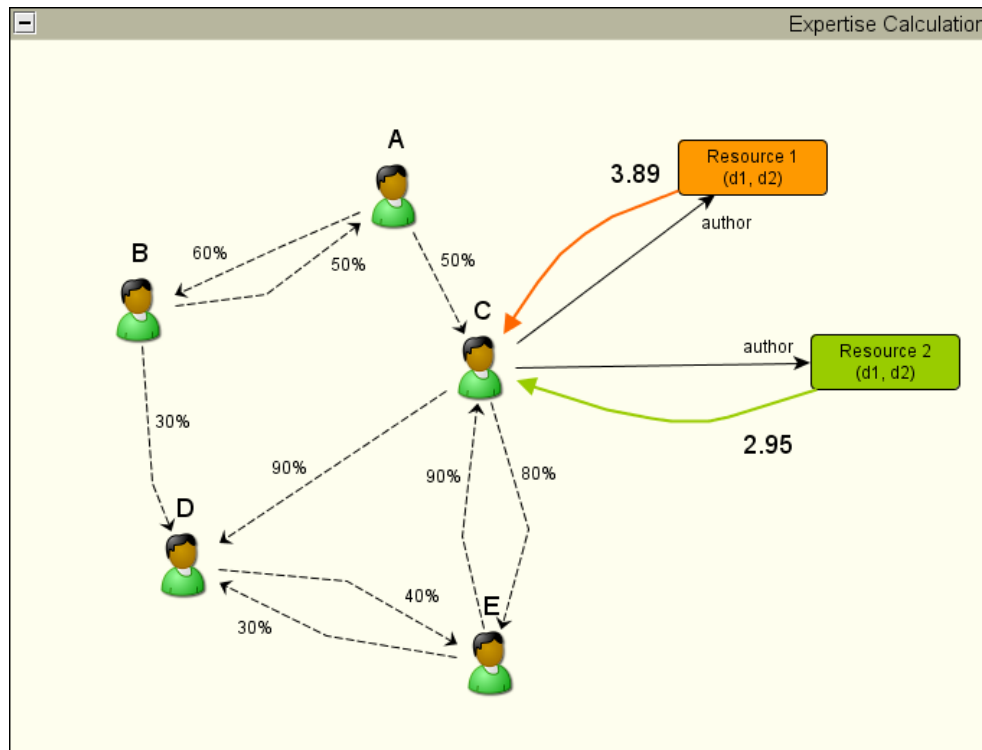 Expertise Calculation
A
Resource 1
(d1, d2)
3.89
author
B
60%
50%
50%
C
author
Resource 2
(d1, d2)
30%
2.95
90%
90%
80%
D
40%
30%
E